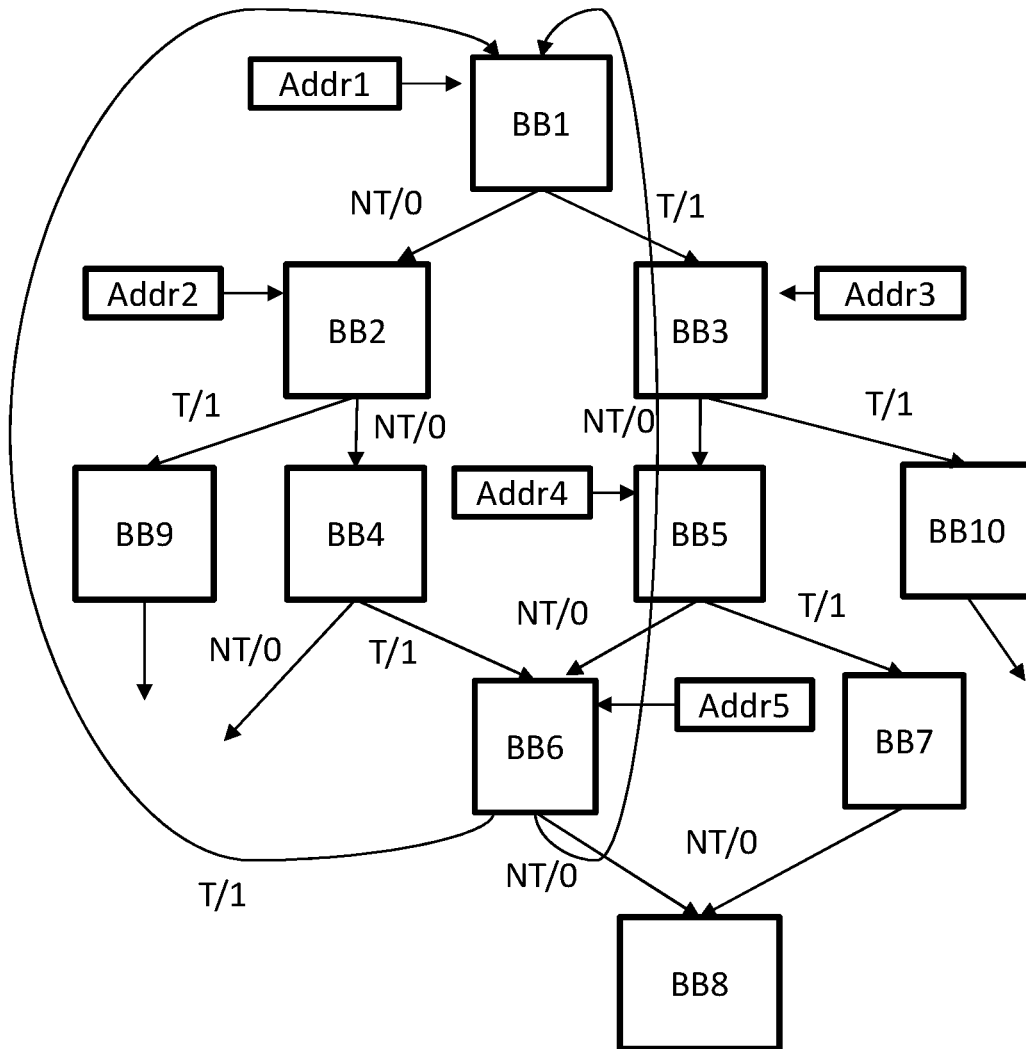 Addr1
BB1
NT/0
T/1
Addr2
BB2
BB3
Addr3
T/1
NT/0
NT/0
T/1
BB9
BB4
Addr4
BB5
BB10
NT/0
T/1
NT/0
T/1
BB6
Addr5
BB7
T/1
NT/0
NT/0
BB8